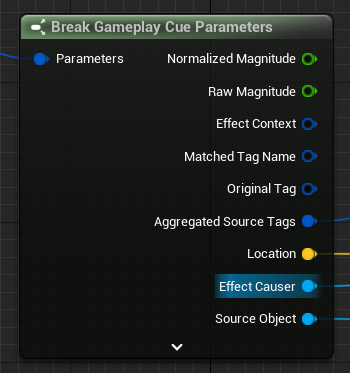 Break Gameplay Cue Parameters
Parameters Normalized Magnitude
Raw Magnitude
Effect Context
Matched Tag Name
Original Tag
Aggregated Source Tags
Location
Effect Causer
Source Object